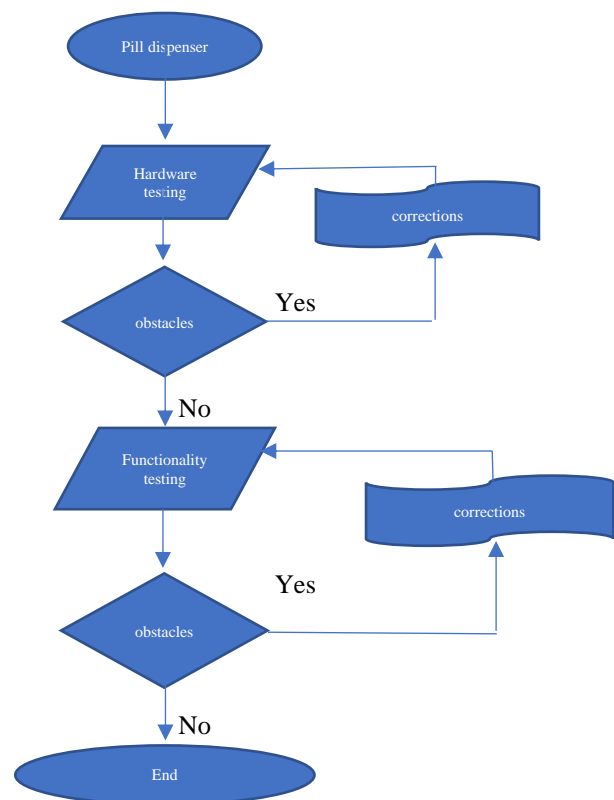 Pill dispenser
Hardware
testing
corrections
Yes
obstacles
No
Functionality
testing
corrections
Yes
obstacles
No
End